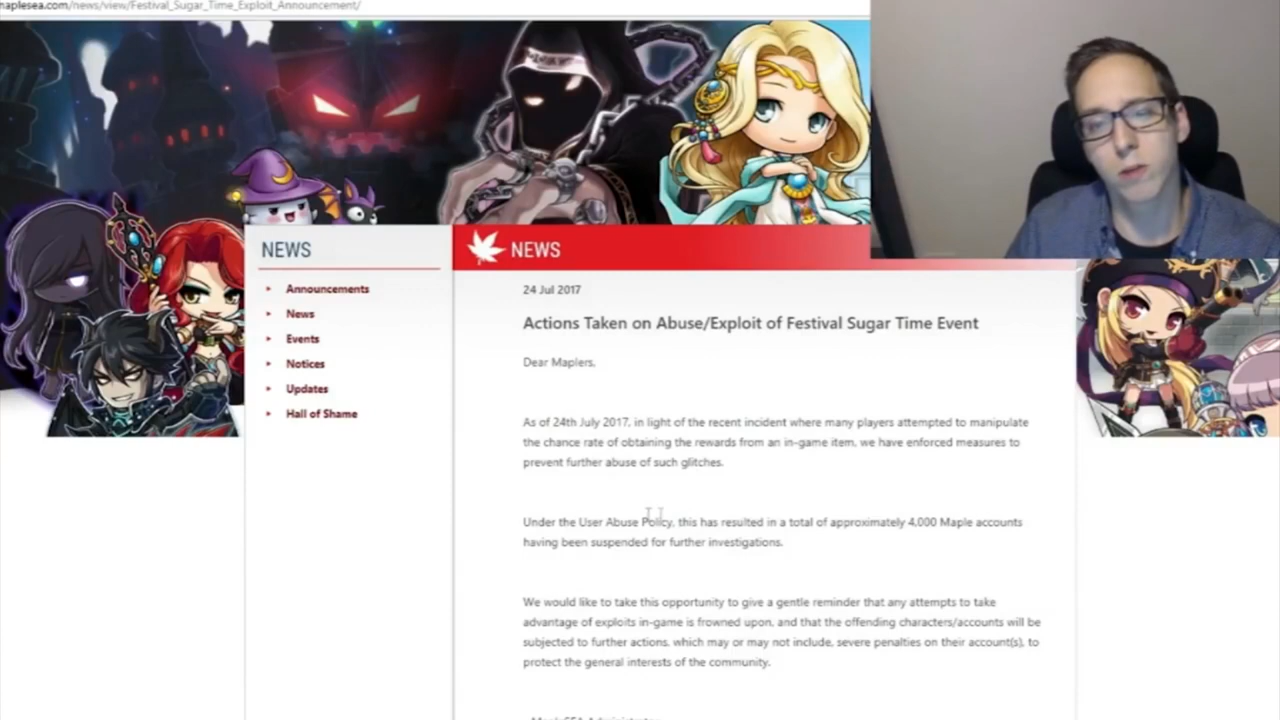 naplesea.com/news/view/Festival_Sugar_Time_Exploit_Announcement/
NEWS
Announcements
News
Events
Notices
Updates
Hall of Shame
NEWS
24 Jul 2017
Actions Taken on Abuse/Exploit of Festival Sugar Time Event
Dear Maplers,
As of 24th July 2017, in light of the recent incident where many players attempted to manipulate
the chance rate of obtaining the rewards from an in-game item, we have enforced measures to
prevent further abuse of such glitches.
Under the User Abuse Policy, this has resulted in a total of approximately 4,000 Maple accounts
having been suspended for further investigations.
We would like to take this opportunity to give a gentle reminder that any attempts to take
advantage of exploits in-game is frowned upon, and that the offending characters/accounts will be
subjected to further actions, which may or may not include, severe penalties on their account(s), to
protect the general interests of the community.